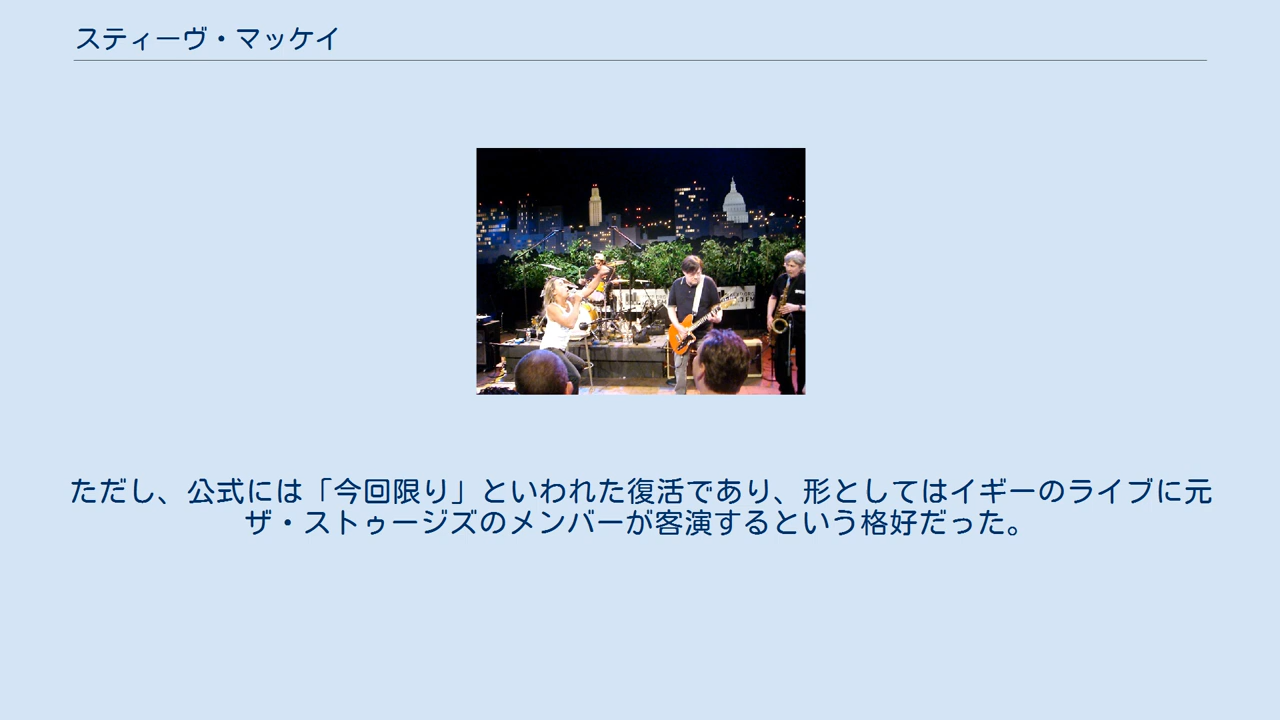 スティーヴ・マッケイ
ただし、公式には「今回限り」といわれた復活であり、形としてはイギーのライブに元
ザ・ストゥージズのメンバーが客演するという格好だった。